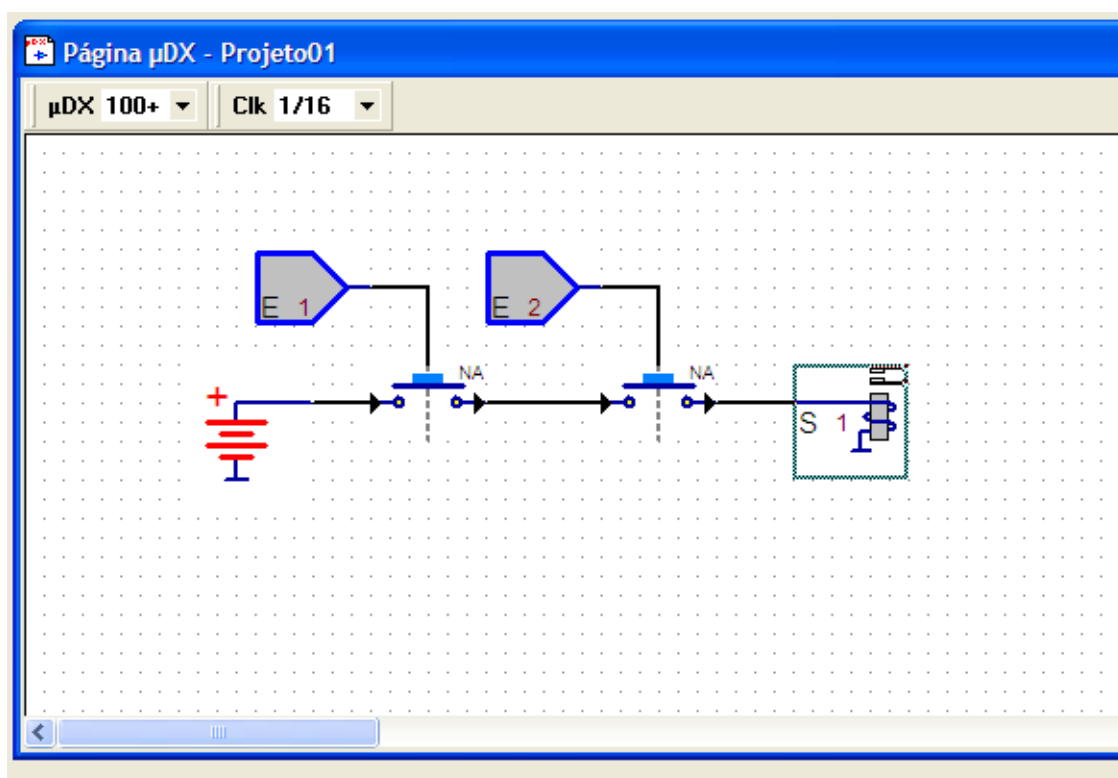 Página µDX - Projeto01
µDX 100+ Clk 1/16
E 1 E 2
NA NA
+
S 1